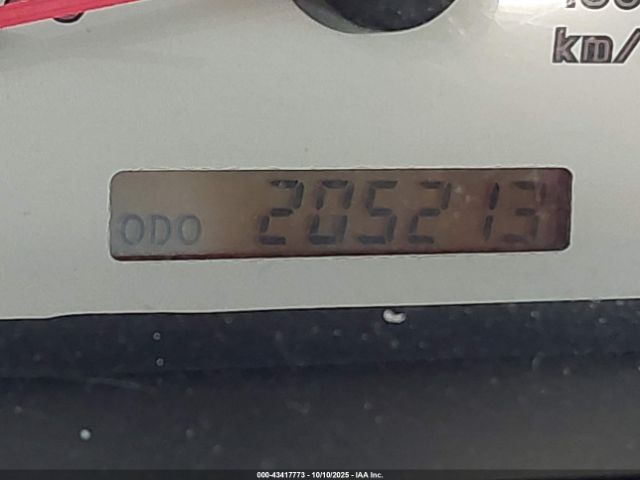 km/
ODO 205213
000-43417773 - 10/10/2025 - IAA Inc.